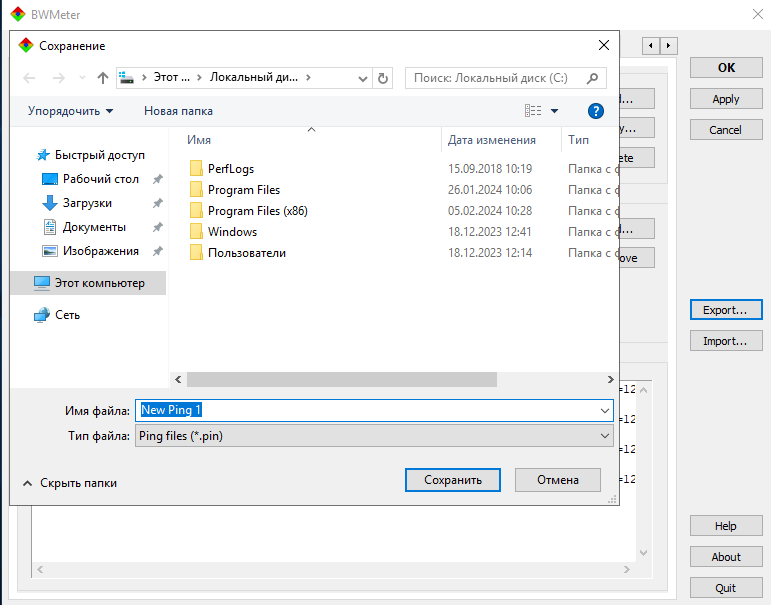 BWMeter
Сохранение
Этот ... Локальный ди...
Поиск: Локальный диск (C:)
Упорядочить Новая папка
Имя Дата изменения Тип
Быстрый доступ
Рабочий стол
Загрузки
Документы
Изображения
Этот компьютер
Сеть
PerfLogs 15.09.2018 10:19 Папка с ф
Program Files 26.01.2024 10:06 Папка с ф
Program Files (x86) 05.02.2024 10:28 Папка с ф
Windows 18.12.2023 12:41 Папка с ф
Пользователи 18.12.2023 12:14 Папка с ф
Имя файла: New Ping 1
Тип файла: Ping files (*.pin)
Скрыть папки
Сохранить
Отмена
OK
Apply
Cancel
Export...
Import...
Help
About
Quit
=12
=12
=12
=12